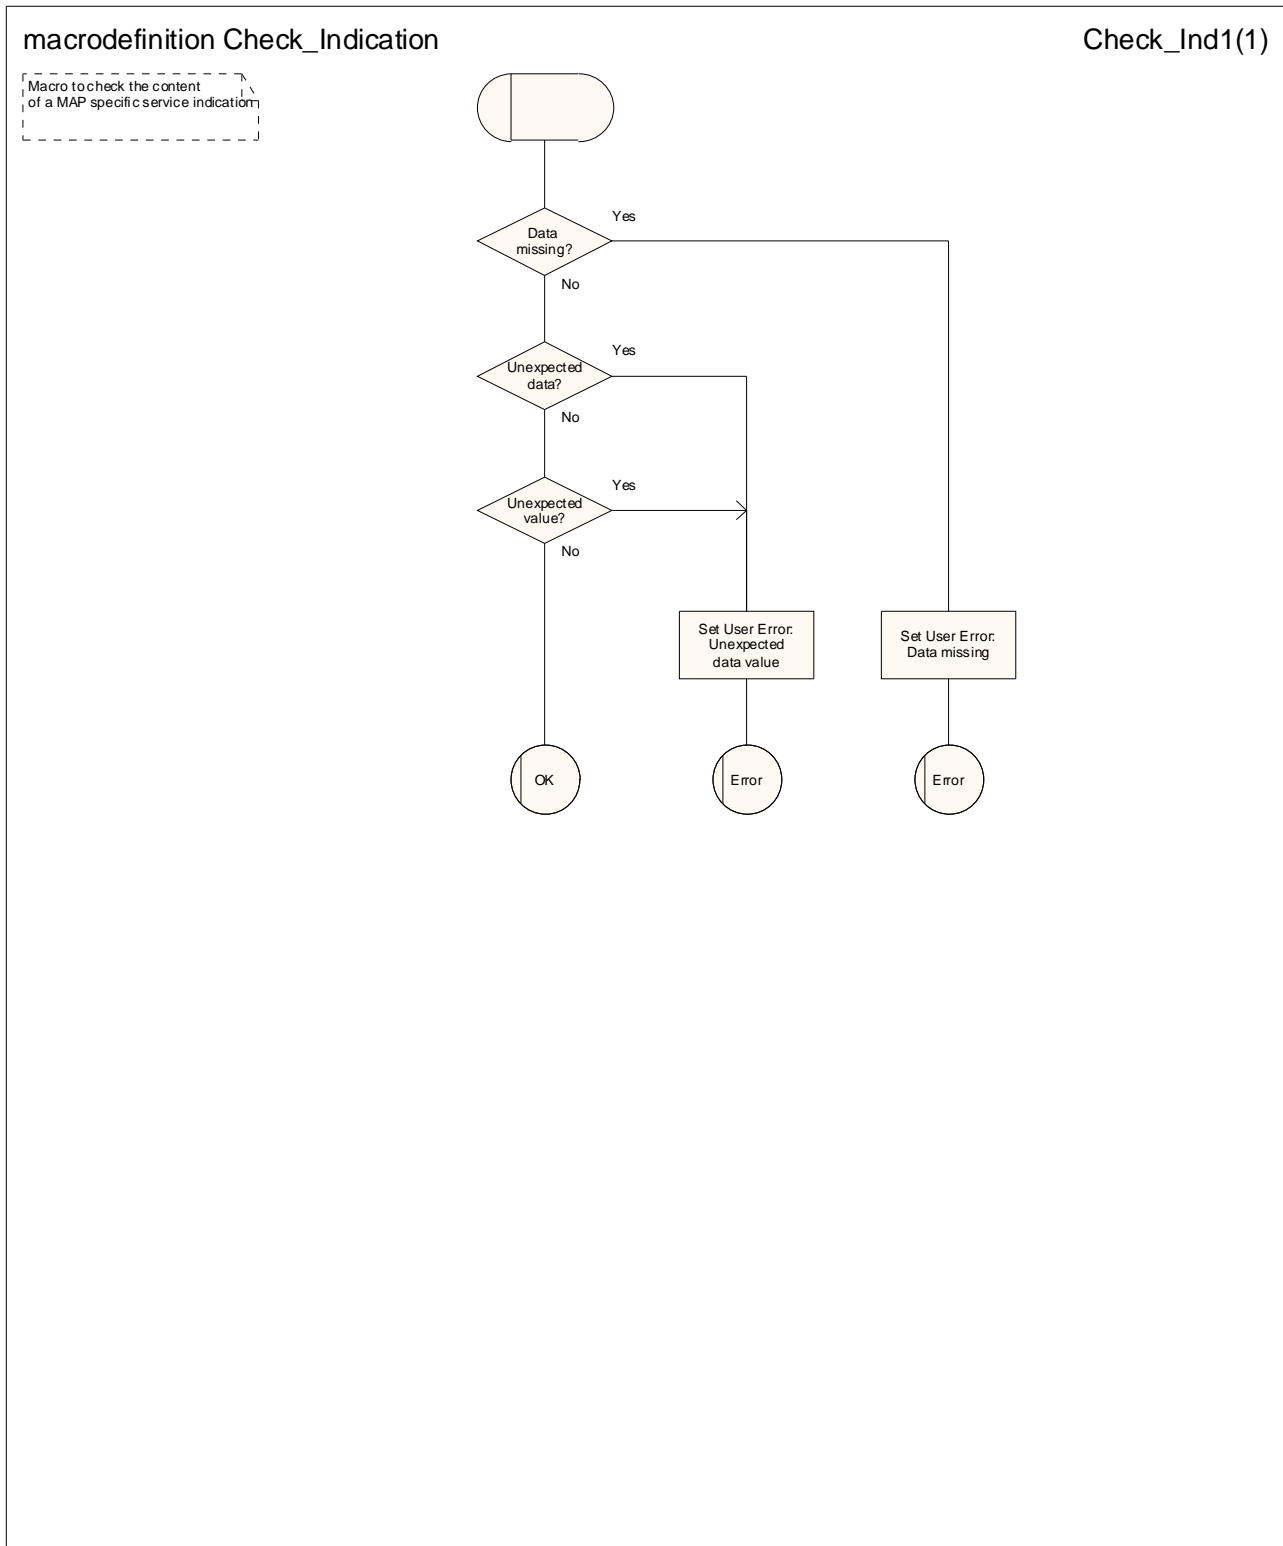 macrodefinition Check_Indication
Check_Ind1(1)
Macro to check the content
of a MAP specific service indication
Yes
Data
missing?
No
Yes
Unexpected
data?
No
Yes
Unexpected
value?
No
Set User Error:
Unexpected
data value
Set User Error:
Data missing
OK
Error
Error